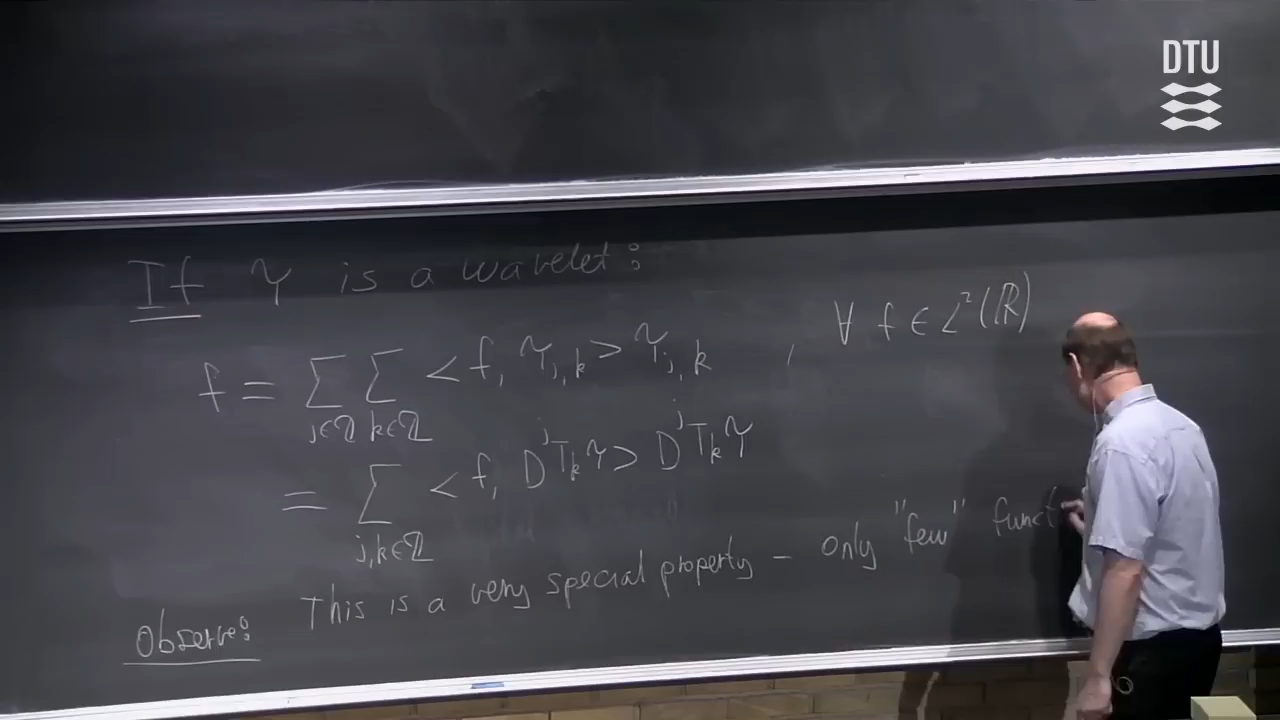 DTU
If ψ is a wavelet:
f = ∑_{j∈ℤ} ∑_{k∈ℤ} <f, ψ_{j,k}> ψ_{j,k} , ∀ f ∈ L²(ℝ)
= ∑_{j,k∈ℤ} <f, D^j T_k ψ> D^j T_k ψ
Observe: This is a very special property – only "few" funct